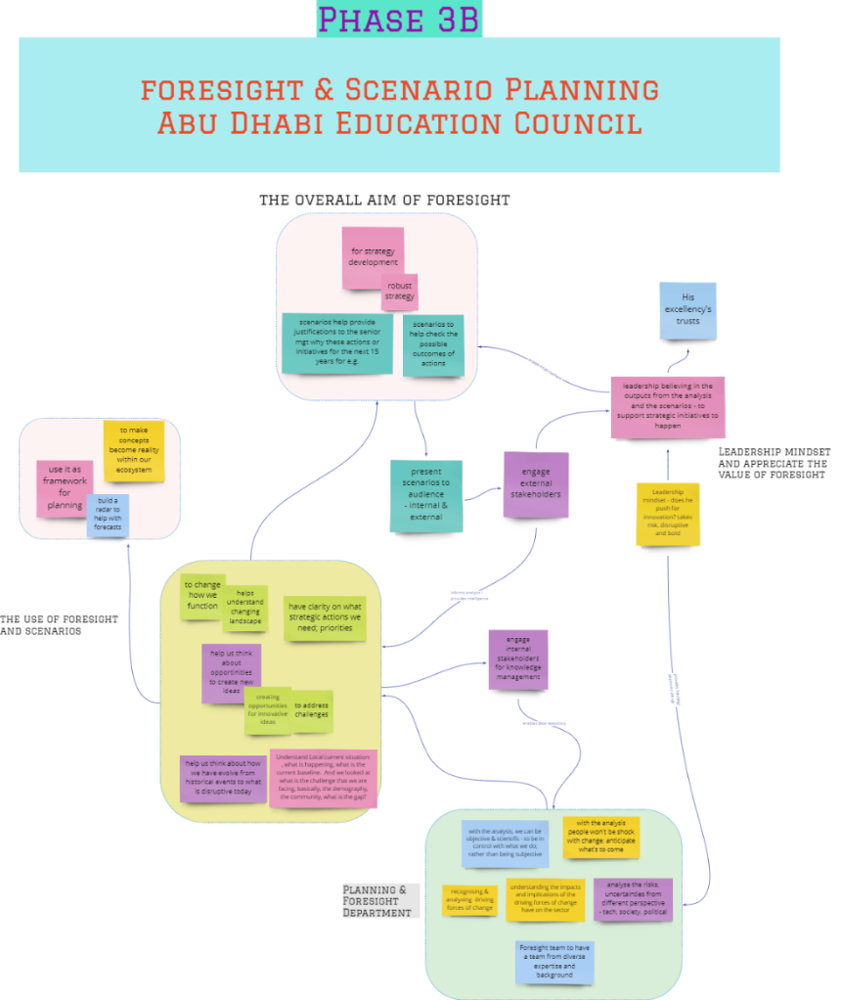 PHASE 3B
FORESIGHT & SCENARIO PLANNING
ABU DHABI EDUCATION COUNCIL
THE OVERALL AIM OF FORESIGHT
for strategy
development
robust
strategy
scenarios help provide
justifications to the senior
mgt why these actions or
initiatives for the next 15
years for e.g.
scenarios to
help check the
possible
outcomes of
actions
His
excellency's
trusts
leadership believing in the
outputs from the analysis
and the scenarios - to
support strategic initiatives to
happen
LEADERSHIP MINDSET
AND APPRECIATE THE
VALUE OF FORESIGHT
Leadership
mindset - does he
push for
innovation? takes
risk, disruptive
and bold
to make
concepts
become reality
within our
ecosystem
use it as
framework
for
planning
build a
radar to
help with
forecasts
THE USE OF FORESIGHT
AND SCENARIOS
present
scenarios to
audience
- internal &
external
engage
external
stakeholders
to change
how we
function
helps
understand
changing
landscape
have clarity on what
strategic actions we
need; priorities
help us think
about
opportinities
to create new
ideas
creating
opportunities
for innovative
ideas
to address
challenges
help us think about how
we have evolve from
historical events to what
is disruptive today
Understand Local/current situation:
, what is happening, what is the
current baseline. And we looked at
what is the challenge that we are
facing, basically, the demography,
the community, what is the gap?
engage
internal
stakeholders
for knowledge
management
PLANNING &
FORESIGHT
DEPARTMENT
with the analysis, we can be
objective & scientific - to be in
control with what we do;
rather than being subjective
with the analysis
people won't be shock
with change; anticipate
what's to come
recognising &
analysing driving
forces of change
understanding the impacts
and implications of the
driving forces of change
have on the sector
analyse the risks,
uncertainties from
different perspective
- tech, society, political
Foresight team to have
a team from diverse
expertise and
background